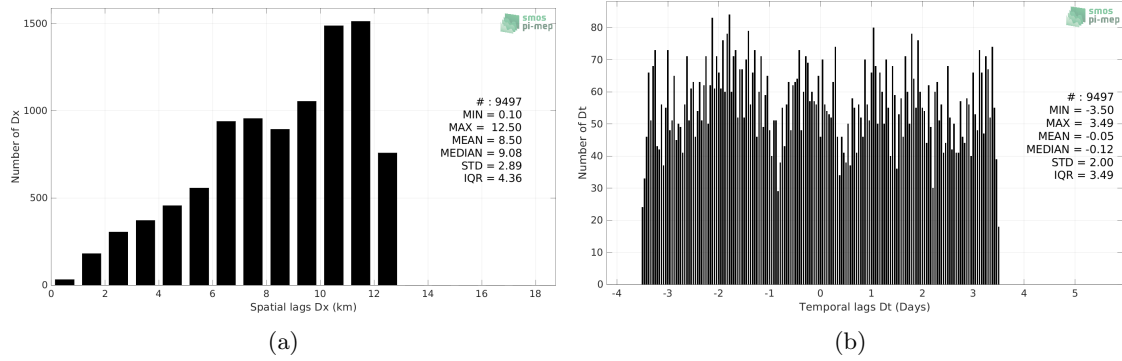 1500
1000
500
0
0 2 4 6 8 10 12 14 16 18
Number of Dx
Spatial lags Dx (km)
smos
pi-mep
# : 9497
MIN = 0.10
MAX = 12.50
MEAN = 8.50
MEDIAN = 9.08
STD = 2.89
IQR = 4.36
(a)
80
70
60
50
40
30
20
10
0
-4 -3 -2 -1 0 1 2 3 4 5
Number of Dt
Temporal lags Dt (Days)
smos
pi-mep
# : 9497
MIN = -3.50
MAX = 3.49
MEAN = -0.05
MEDIAN = -0.12
STD = 2.00
IQR = 3.49
(b)